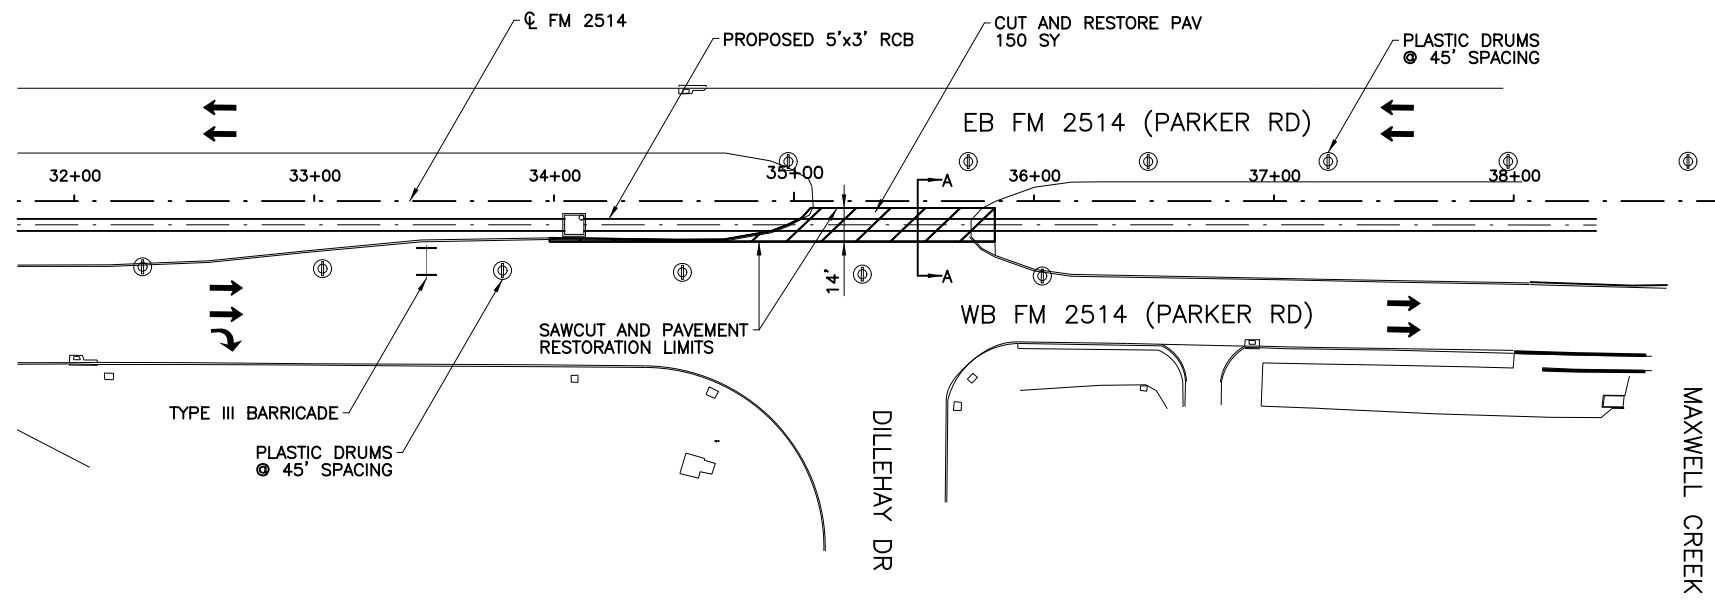 ℄ FM 2514
PROPOSED 5'x3' RCB
CUT AND RESTORE PAV
150 SY
PLASTIC DRUMS
@ 45' SPACING
EB FM 2514 (PARKER RD)
32+00
33+00
34+00
35+00
36+00
37+00
38+00
A
A
14'
WB FM 2514 (PARKER RD)
SAWCUT AND PAVEMENT
RESTORATION LIMITS
TYPE III BARRICADE
PLASTIC DRUMS
@ 45' SPACING
DILLEHAY DR
MAXWELL CREEK